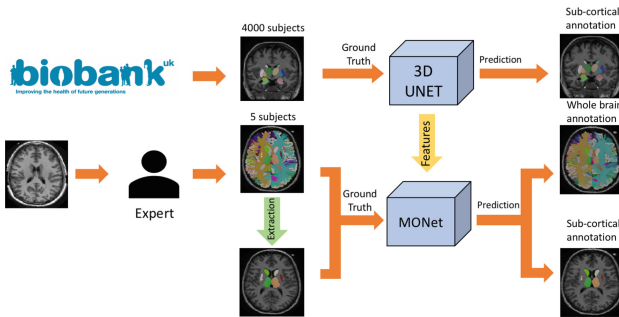 4000 subjects
Sub-cortical
annotation
biobank uk
Improving the health of future generations
Ground
Truth
3D
UNET
Prediction
5 subjects
Features
Whole brain
annotation
Expert
Extraction
Ground
Truth
MONet
Prediction
Sub-cortical
annotation